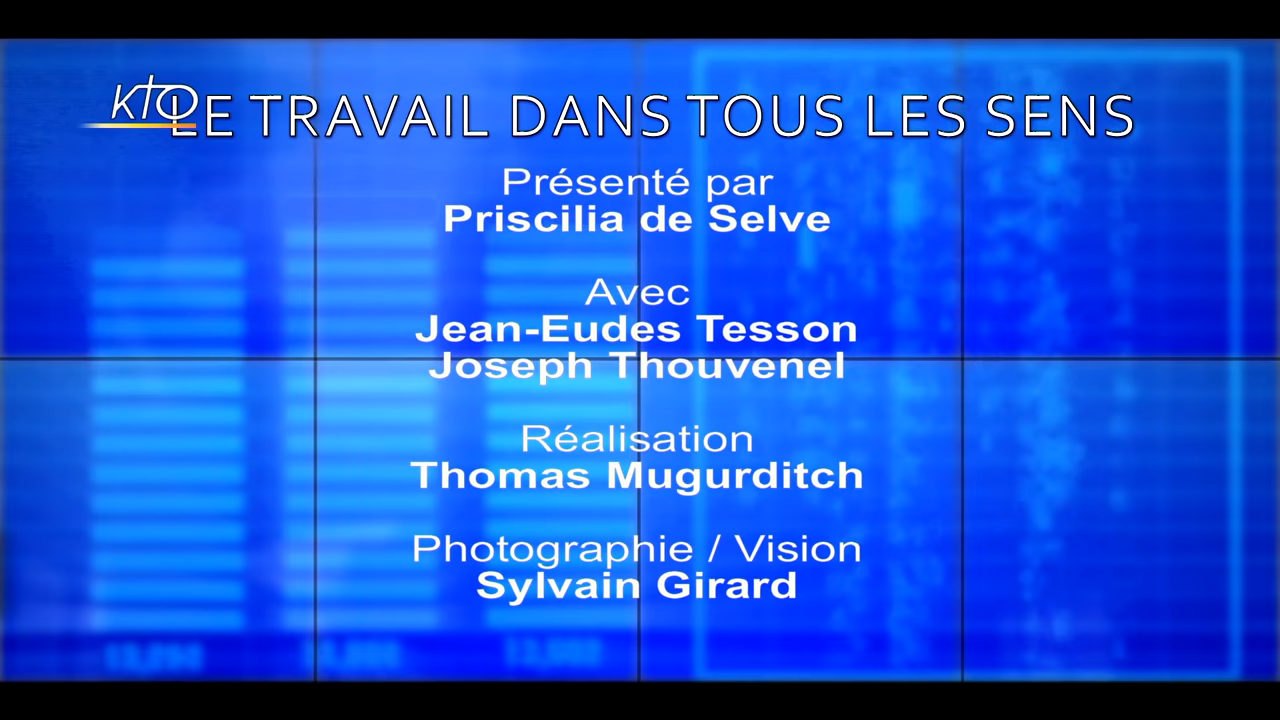 KTO
LE TRAVAIL DANS TOUS LES SENS
Présenté par
Priscilia de Selve
Avec
Jean-Eudes Tesson
Joseph Thouvenel
Réalisation
Thomas Mugurditch
Photographie / Vision
Sylvain Girard